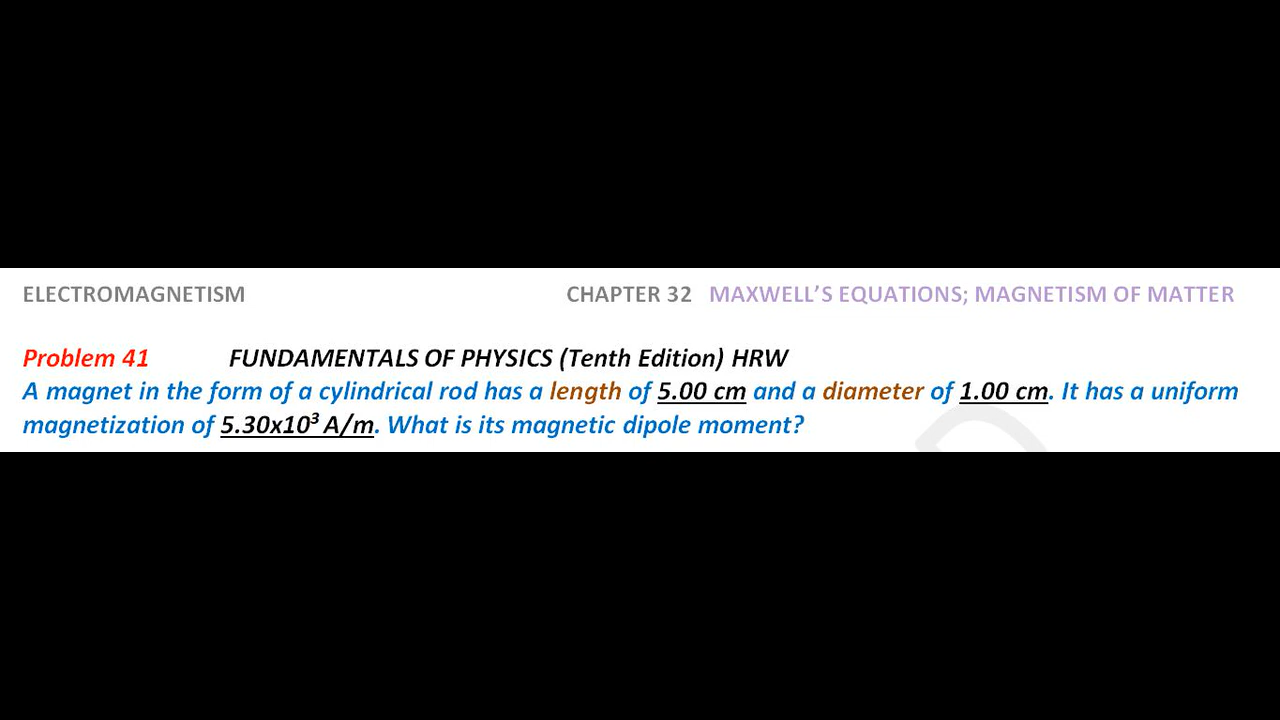 ELECTROMAGNETISM CHAPTER 32 MAXWELL’S EQUATIONS; MAGNETISM OF MATTER
Problem 41 FUNDAMENTALS OF PHYSICS (Tenth Edition) HRW
A magnet in the form of a cylindrical rod has a length of 5.00 cm and a diameter of 1.00 cm. It has a uniform
magnetization of 5.30x10³ A/m. What is its magnetic dipole moment?